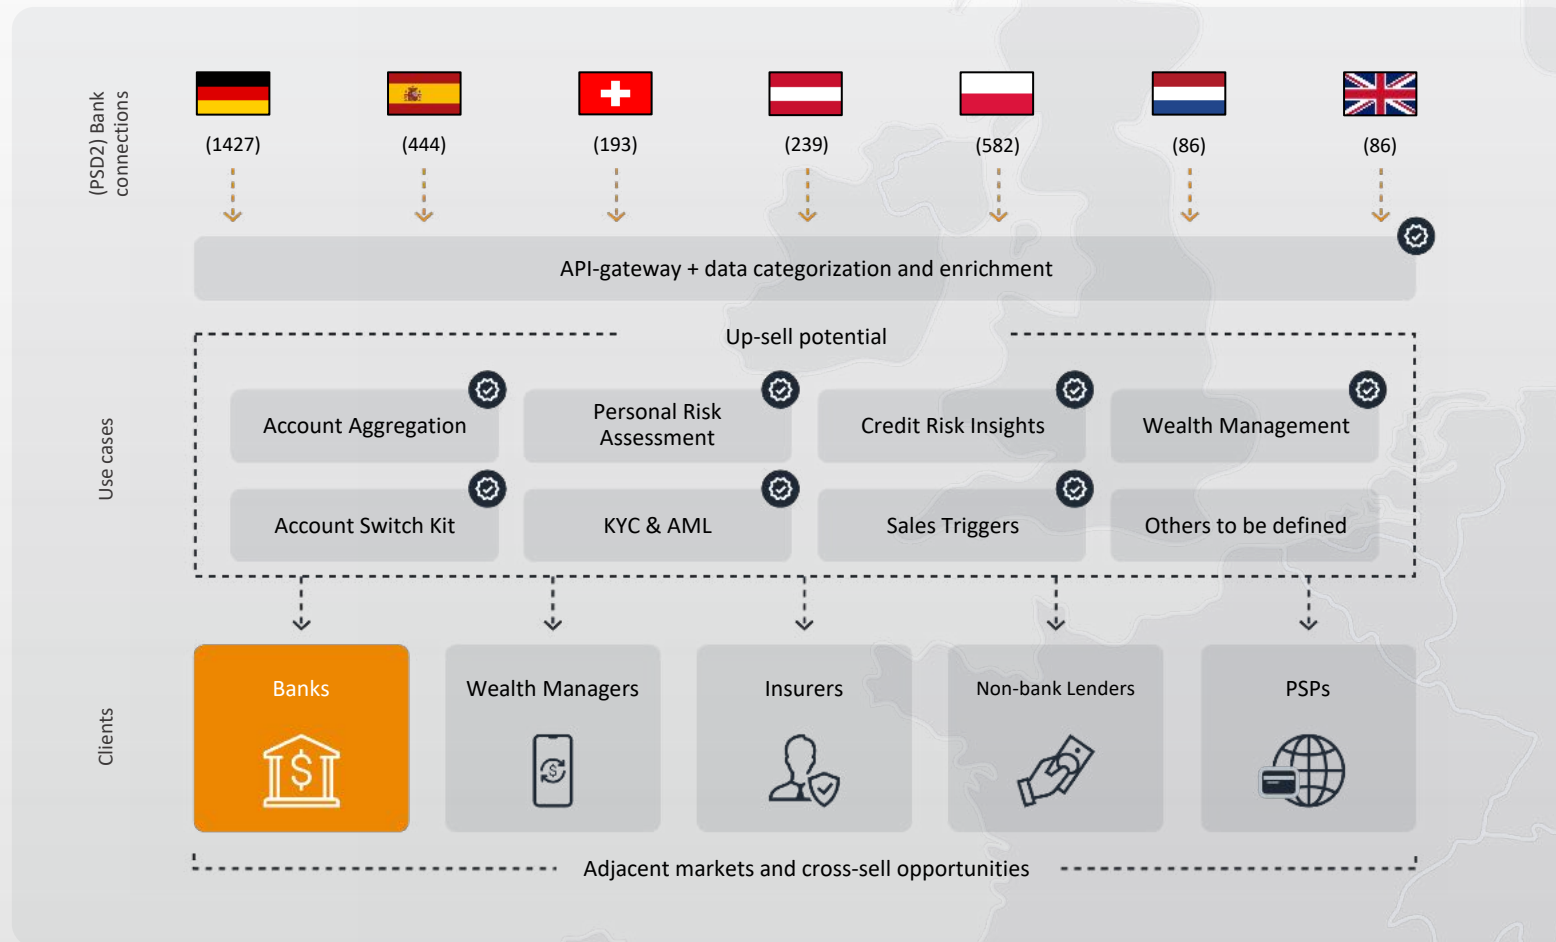 (PSD2) Bank
connections
(1427)
(444)
(193)
(239)
(582)
(86)
(86)
API-gateway + data categorization and enrichment
Up-sell potential
Use cases
Account Aggregation
Personal Risk
Assessment
Credit Risk Insights
Wealth Management
Account Switch Kit
KYC & AML
Sales Triggers
Others to be defined
Clients
Banks
Wealth Managers
Insurers
Non-bank Lenders
PSPs
Adjacent markets and cross-sell opportunities